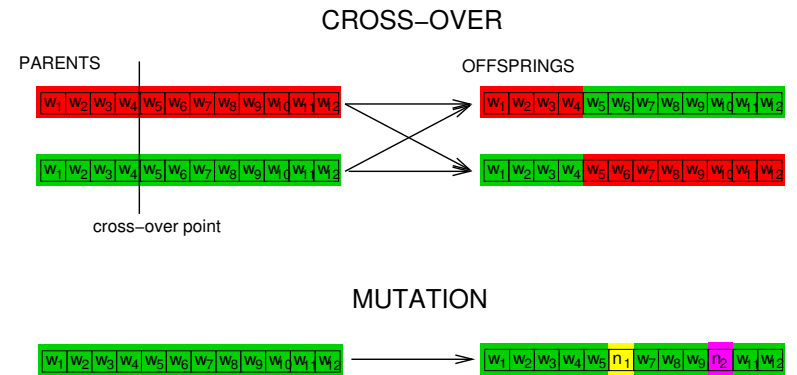 CROSS−OVER
PARENTS
OFFSPRINGS
w1 w2 w3 w4 w5 w6 w7 w8 w9 w10 w11 w12
w1 w2 w3 w4 w5 w6 w7 w8 w9 w10 w11 w12
w1 w2 w3 w4 w5 w6 w7 w8 w9 w10 w11 w12
w1 w2 w3 w4 w5 w6 w7 w8 w9 w10 w11 w12
cross−over point
MUTATION
w1 w2 w3 w4 w5 w6 w7 w8 w9 w10 w11 w12
w1 w2 w3 w4 w5 n1 w7 w8 w9 n2 w11 w12